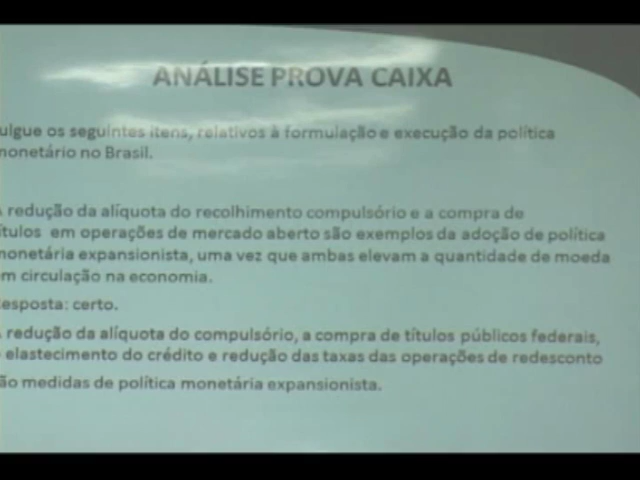 ANÁLISE PROVA CAIXA
ulgue os seguintes itens, relativos à formulação e execução da política
monetário no Brasil.
redução da alíquota do recolhimento compulsório e a compra de
ítulos em operações de mercado aberto são exemplos da adoção de política
monetária expansionista, uma vez que ambas elevam a quantidade de moeda
m circulação na economia.
esposta: certo.
redução da alíquota do compulsório, a compra de títulos públicos federais,
elastecimento do crédito e redução das taxas das operações de redesconto
ão medidas de política monetária expansionista.